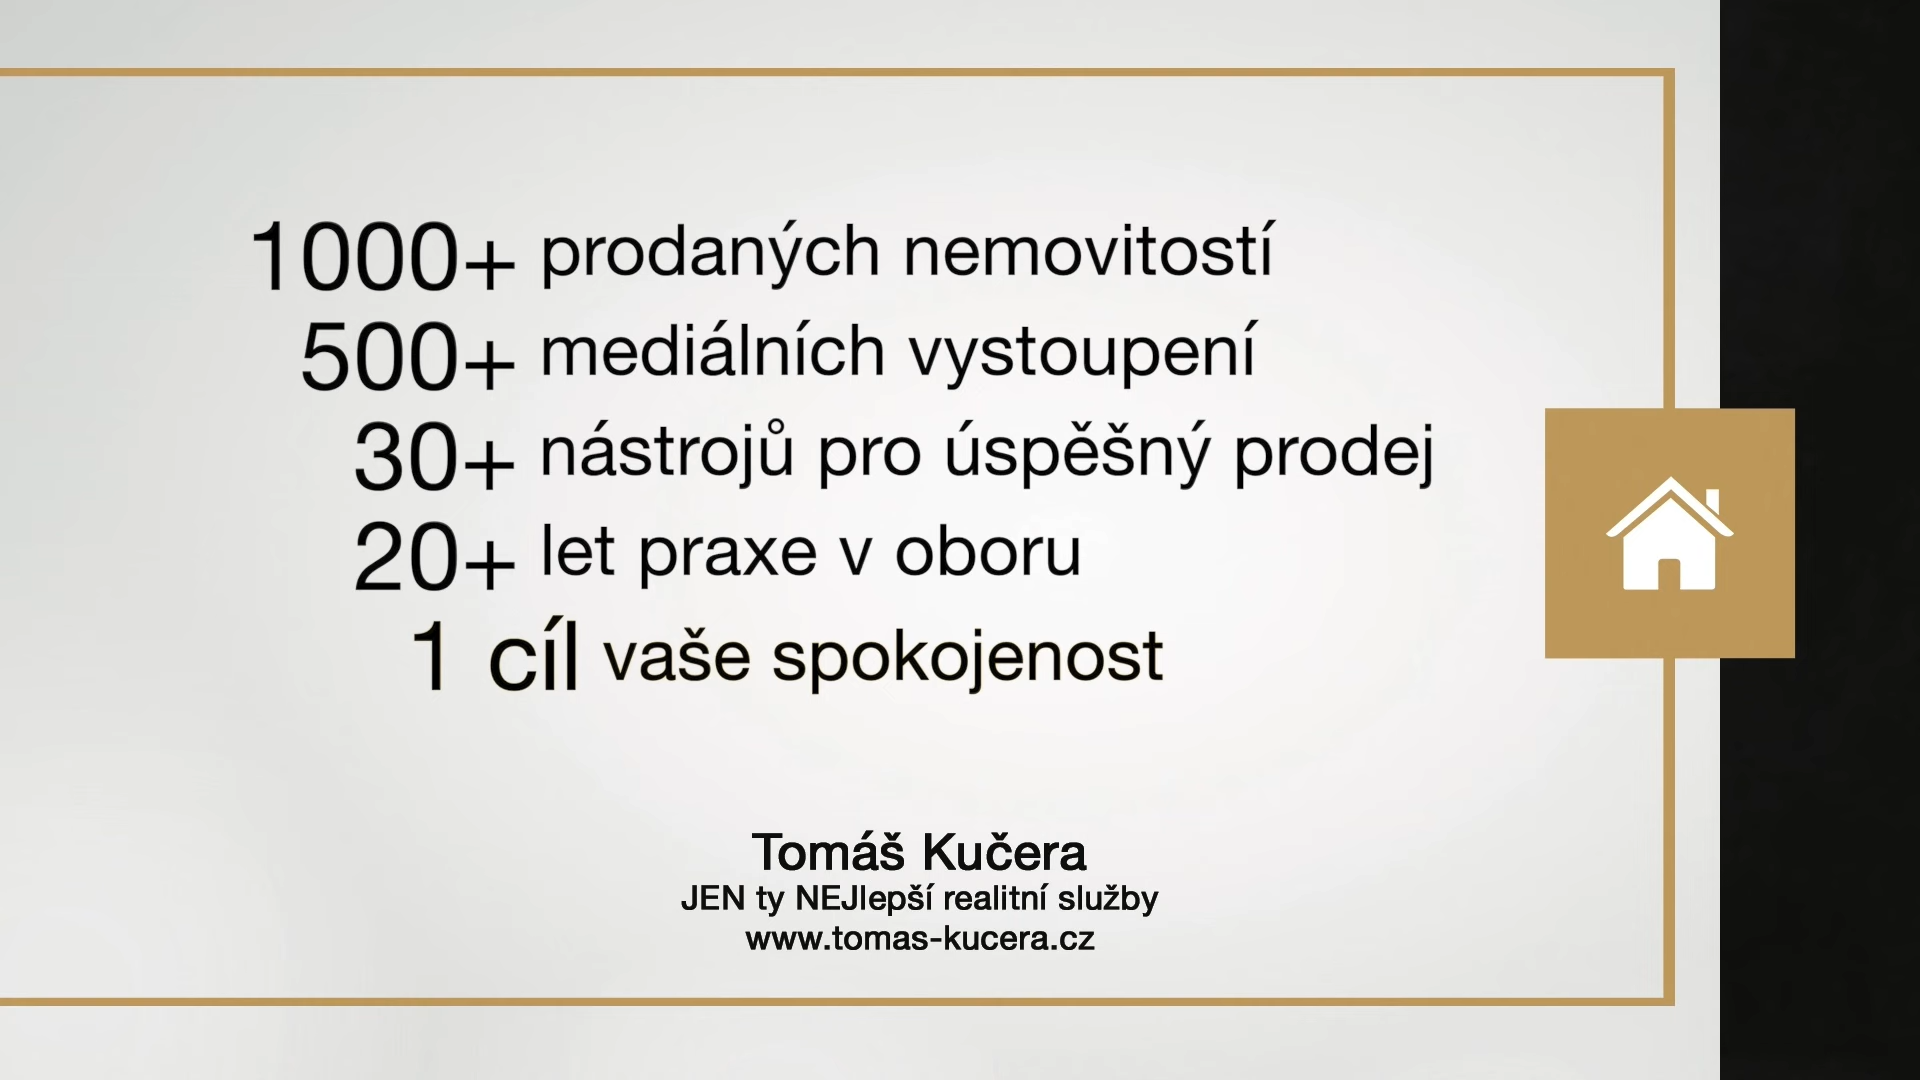 1000+ prodaných nemovitostí
500+ mediálních vystoupení
30+ nástrojů pro úspěšný prodej
20+ let praxe v oboru
1 cíl vaše spokojenost
Tomáš Kučera
JEN ty NEJlepší realitní služby
www.tomas-kucera.cz